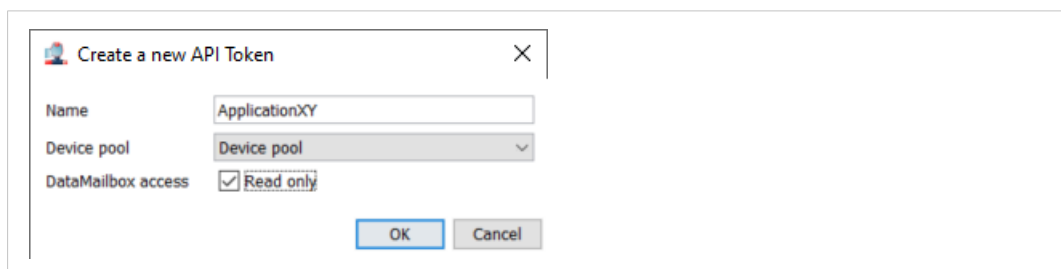 Create a new API Token
Name ApplicationXY
Device pool Device pool
DataMailbox access Read only
OK Cancel